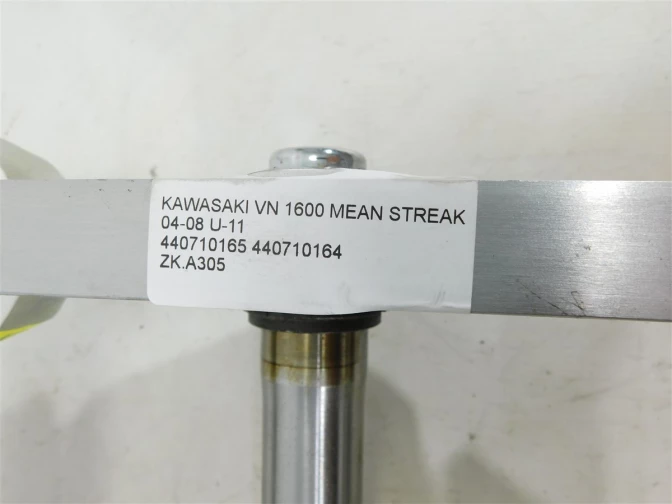 KAWASAKI VN 1600 MEAN STREAK
04-08 U-11
440710165 440710164
ZK.A305